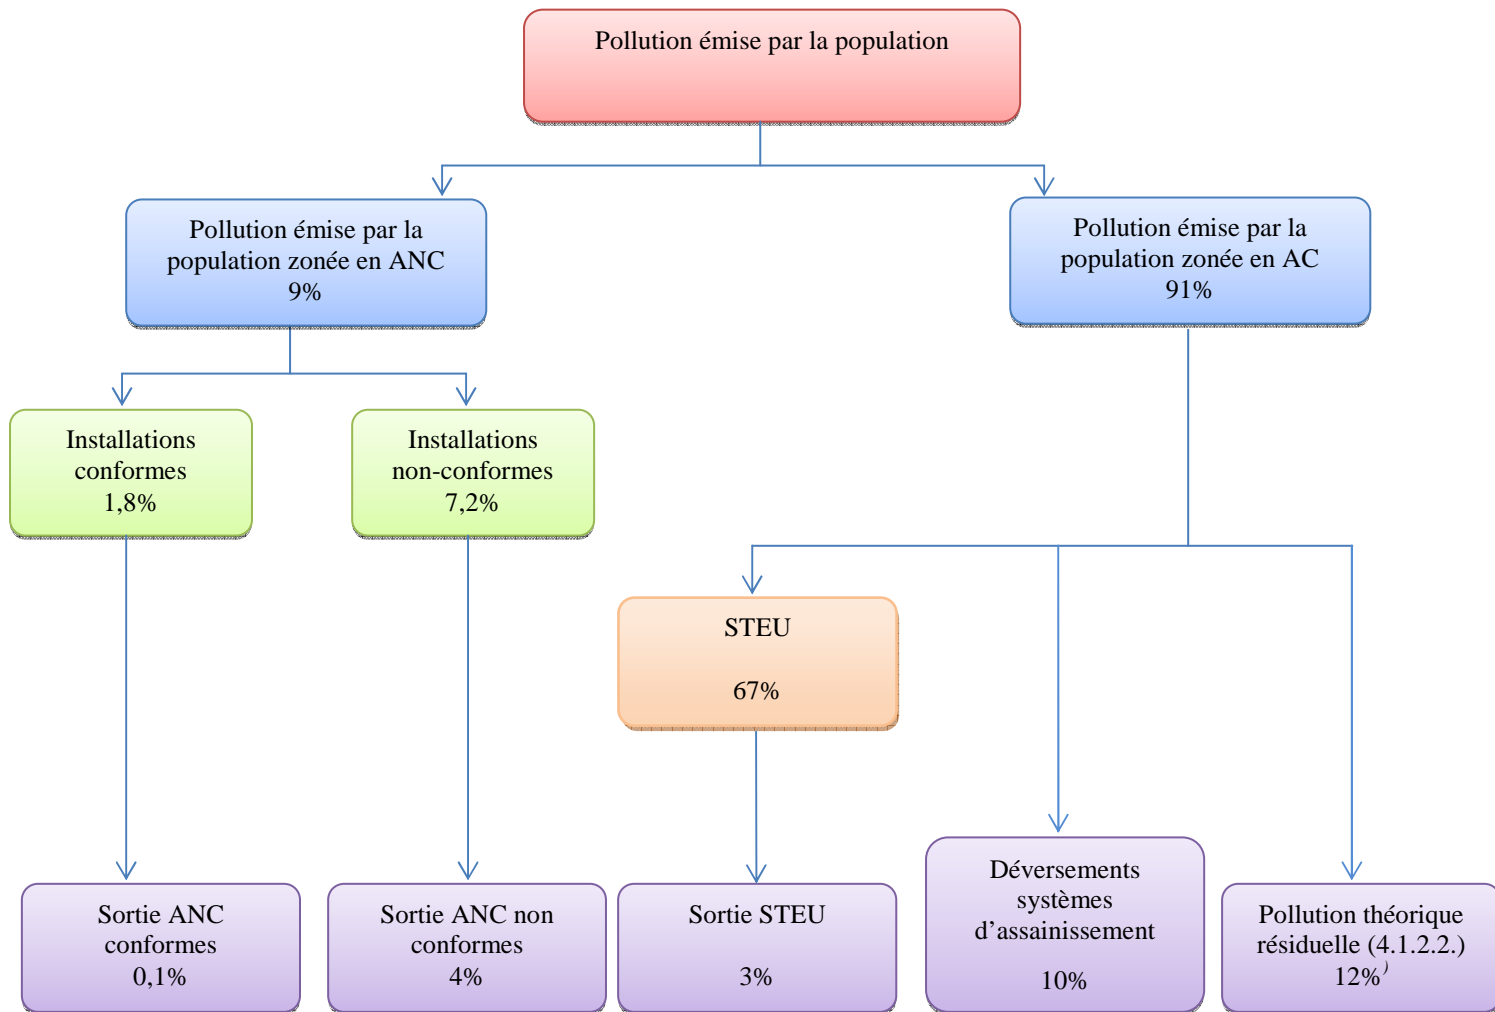 Pollution émise par la population
Pollution émise par la
population zonée en ANC
9%
Pollution émise par la
population zonée en AC
91%
Installations
conformes
1,8%
Installations
non-conformes
7,2%
STEU
67%
Sortie ANC
conformes
0,1%
Sortie ANC non
conformes
4%
Sortie STEU
3%
Déversements
systèmes
d’assainissement
10%
Pollution théorique
résiduelle (4.1.2.2.)
12%)